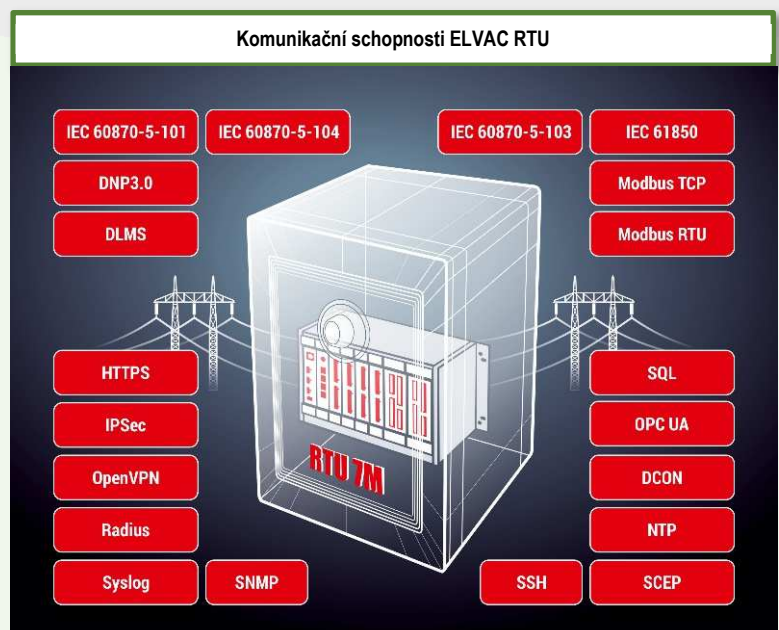 Komunikační schopnosti ELVAC RTU
IEC 60870-5-101 IEC 60870-5-104 IEC 60870-5-103 IEC 61850
DNP3.0 Modbus TCP
DLMS Modbus RTU
HTTPS SQL
IPSec OPC UA
OpenVPN DCON
RTU 7M
Radius NTP
Syslog SNMP SSH SCEP